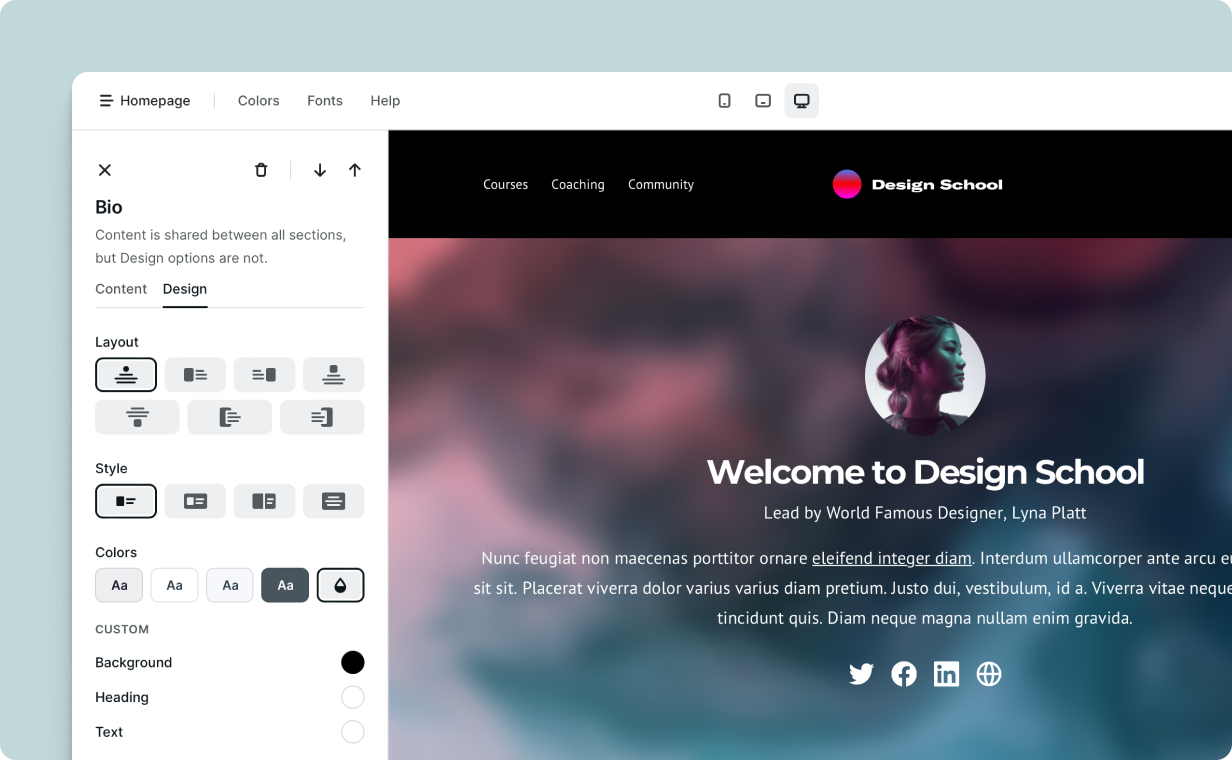 Homepage
Colors
Fonts
Help
Bio
Content is shared between all sections,
but Design options are not.
Content
Design
Layout
Style
Colors
Aa
Aa
Aa
Aa
CUSTOM
Background
Heading
Text
Courses
Coaching
Community
Design School
Welcome to Design School
Lead by World Famous Designer, Lyna Platt
Nunc feugiat non maecenas porttitor ornare eleifend integer diam. Interdum ullamcorper ante arcu
sit sit. Placerat viverra dolor varius varius diam pretium. Justo dui, vestibulum, id a. Viverra vitae neque
tincidunt quis. Diam neque magna nullam enim gravida.
in